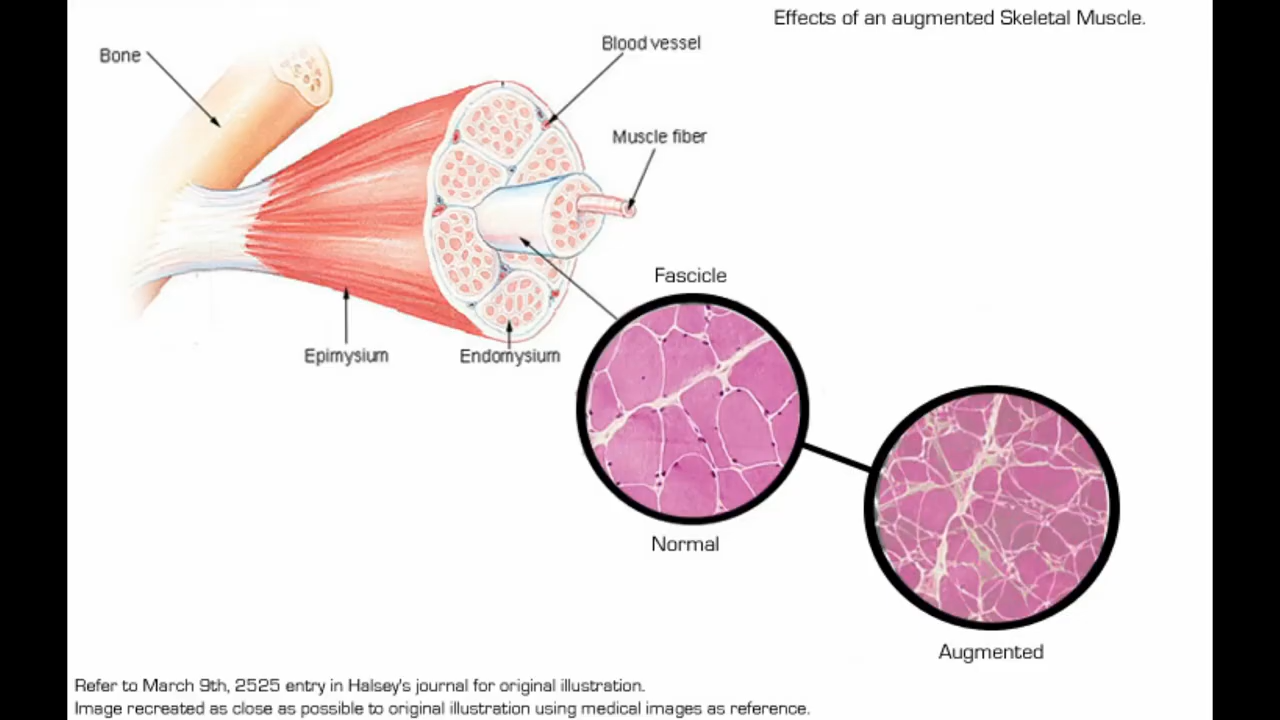 Effects of an augmented Skeletal Muscle.
Bone
Blood vessel
Muscle fiber
Fascicle
Epimysium
Endomysium
Normal
Augmented
Refer to March 9th, 2525 entry in Halsey's journal for original illustration.
Image recreated as close as possible to original illustration using medical images as reference.